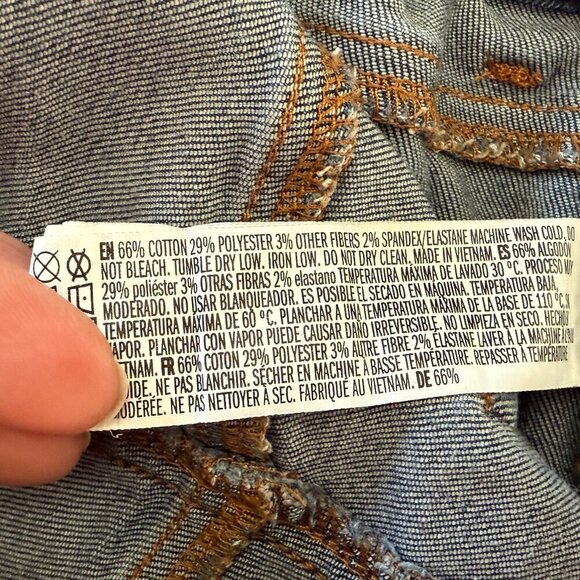 EN 66% COTTON 29% POLYESTER 3% OTHER FIBERS 2% SPANDEX/ELASTANE MACHINE WASH COLD, DO
NOT BLEACH. TUMBLE DRY LOW. IRON LOW. DO NOT DRY CLEAN, MADE IN VIETNAM. ES 66% ALGODÓN
29% poliéster 3% OTRAS FIBRAS 2% elastano TEMPERATURA MÁXIMA DE LAVADO 30 °C. PROCESO MUY
MODERADO. NO USAR BLANQUEADOR. ES POSIBLE EL SECADO EN MÁQUINA. TEMPERATURA BAJA,
TEMPERATURA MÁXIMA DE 60 °C. PLANCHAR A UNA TEMPERATURA MÁXIMA DE LA BASE DE 110 °C. SIN
VAPOR. PLANCHAR CON VAPOR PUEDE CAUSAR DAÑO IRREVERSIBLE. NO LIMPIEZA EN SECO. HECHO
TNAM. FR 66% COTON 29% POLYESTER 3% AUTRE FIBRE 2% ELASTANE LAVER À LA MACHINE À L'EAU
IDE. NE PAS BLANCHIR. SÉCHER EN MACHINE À BASSE TEMPÉRATURE. REPASSER À TEMPÉRATURE
MODÉRÉE. NE PAS NETTOYER À SEC. FABRIQUÉ AU VIETNAM. DE 66%